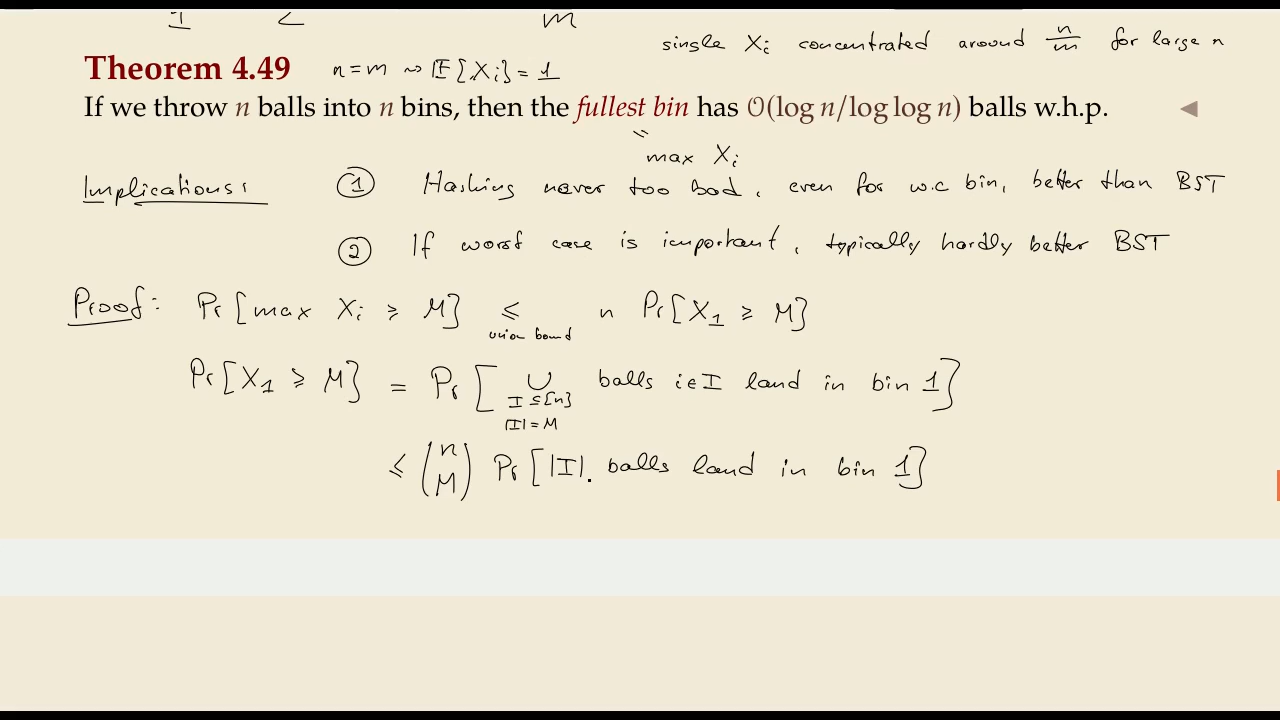 m
single Xᵢ concentrated around n/m for large n
Theorem 4.49 n = m ⤳ 𝔼[Xᵢ] = 1
If we throw n balls into n bins, then the fullest bin has O(log n/log log n) balls w.h.p. ◀
" max Xᵢ
Implications: ① Hashing never too bad, even for w.c bin, better than BST
② If worst case is important, typically hardly better BST
Proof: Pr[max Xᵢ ≥ M] ≤ n Pr[X₁ ≥ M]
union bound
Pr[X₁ ≥ M] = Pr[ ∪ balls i∈I land in bin 1]
I ⊆ [n]
|I| = M
≤ (n M) Pr[|I|. balls land in bin 1]